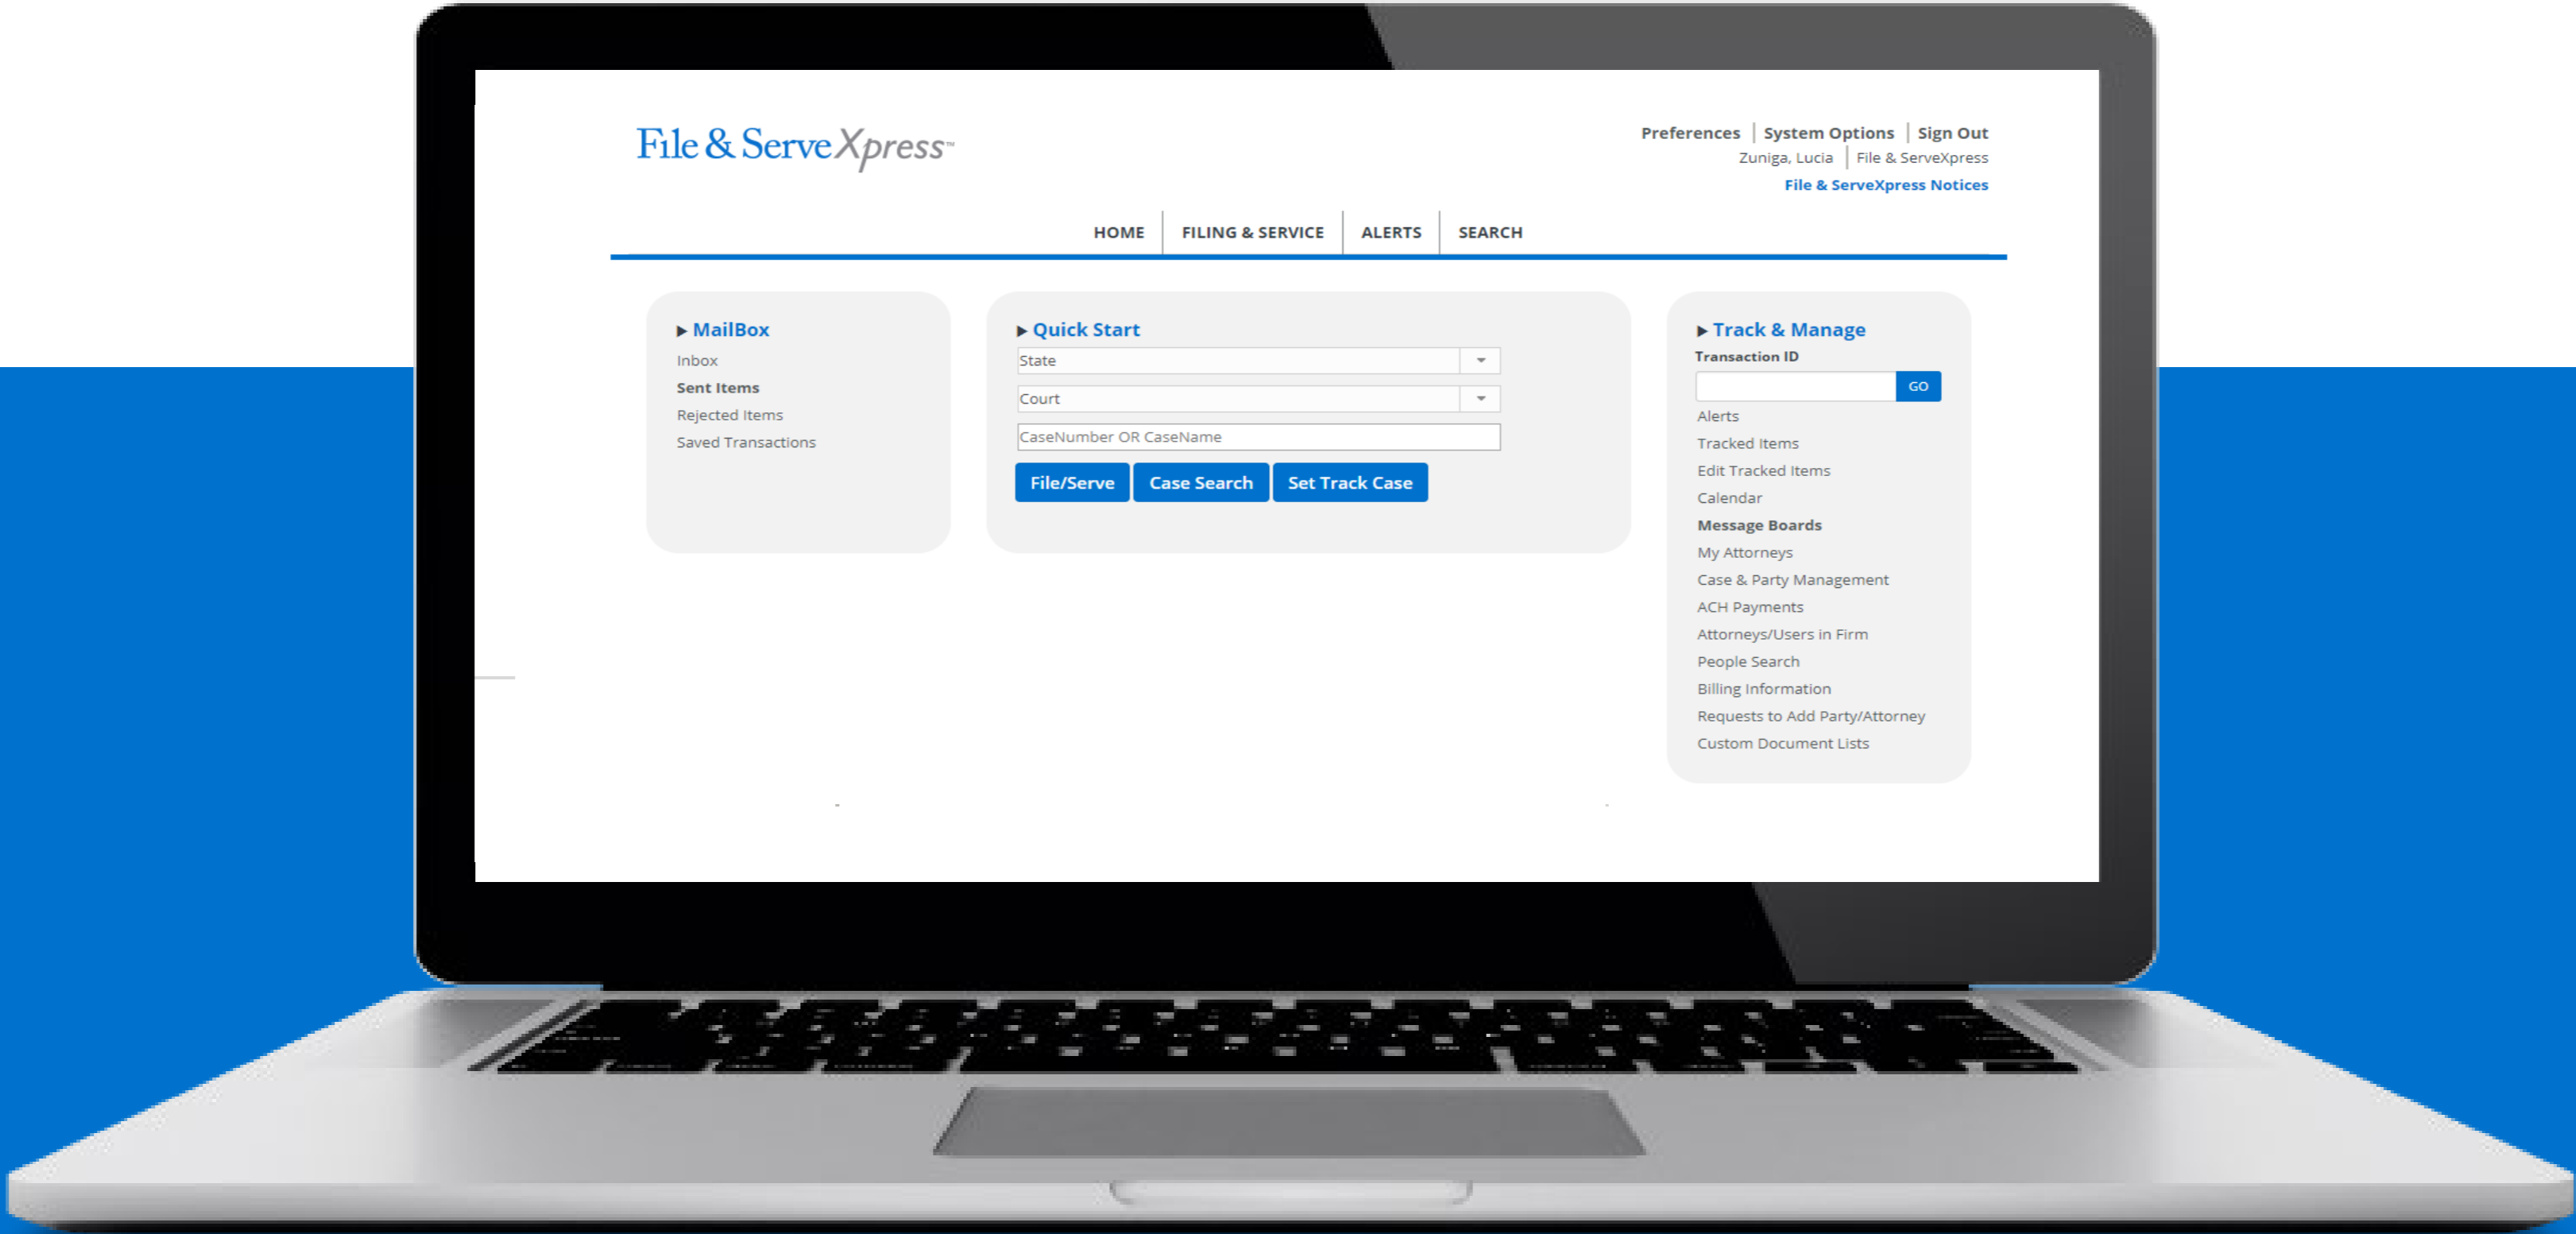 File & ServeXpress™
Preferences | System Options | Sign Out
Zuniga, Lucia | File & ServeXpress
File & ServeXpress Notices
HOME | FILING & SERVICE | ALERTS | SEARCH
MailBox
Inbox
Sent Items
Rejected Items
Saved Transactions
Quick Start
State
Court
CaseNumber OR CaseName
File/Serve Case Search Set Track Case
Track & Manage
Transaction ID
GO
Alerts
Tracked Items
Edit Tracked Items
Calendar
Message Boards
My Attorneys
Case & Party Management
ACH Payments
Attorneys/Users in Firm
People Search
Billing Information
Requests to Add Party/Attorney
Custom Document Lists